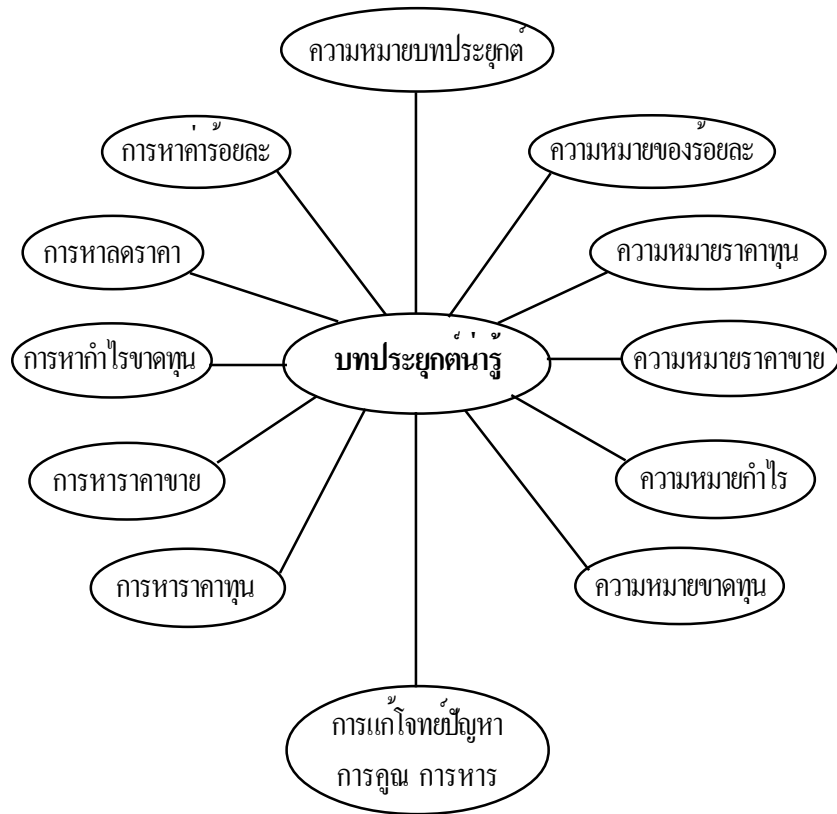 ความหมายบทประยุกต์
การหาค่าร้อยละ
ความหมายของร้อยละ
การหาลดราคา
ความหมายราคาทุน
การหากำไรขาดทุน
บทประยุกต์น่ารู้
ความหมายราคาขาย
การหาราคาขาย
ความหมายกำไร
การหาราคาทุน
ความหมายขาดทุน
การแก้โจทย์ปัญหา
การคูณ การหาร